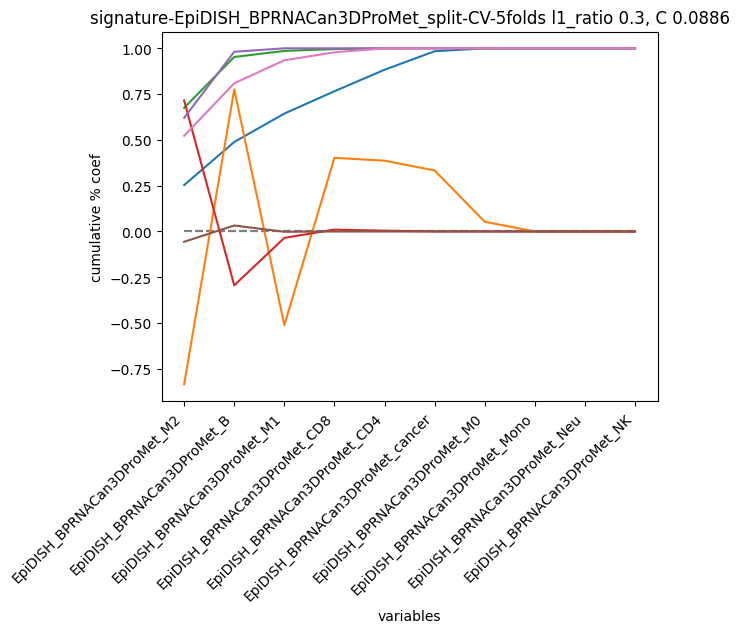 signature-EpiDISH_BPRNACan3DProMet_split-CV-5folds l1_ratio 0.3, C 0.0886
1.00
0.75
0.50
0.25
0.00
−0.25
−0.50
−0.75
cumulative % coef
EpiDISH_BPRNACan3DProMet_M2
EpiDISH_BPRNACan3DProMet_B
EpiDISH_BPRNACan3DProMet_M1
EpiDISH_BPRNACan3DProMet_CD8
EpiDISH_BPRNACan3DProMet_CD4
EpiDISH_BPRNACan3DProMet_cancer
EpiDISH_BPRNACan3DProMet_M0
EpiDISH_BPRNACan3DProMet_Mono
EpiDISH_BPRNACan3DProMet_Neu
EpiDISH_BPRNACan3DProMet_NK
variables